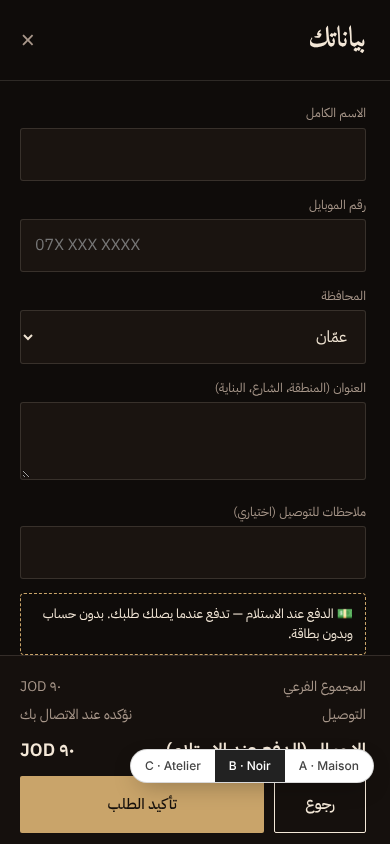 بياناتك ×
الاسم الكامل
رقم الموبايل
07X XXX XXXX
المحافظة
عمّان
العنوان (المنطقة، الشارع، البناية)
ملاحظات للتوصيل (اختياري)
💵 الدفع عند الاستلام — تدفع عندما يصلك طلبك. بدون حساب
وبدون بطاقة.
المجموع الفرعي JOD ٩٠
التوصيل نؤكده عند الاتصال بك
JOD ٩٠
C · Atelier B · Noir A · Maison
رجوع تأكيد الطلب